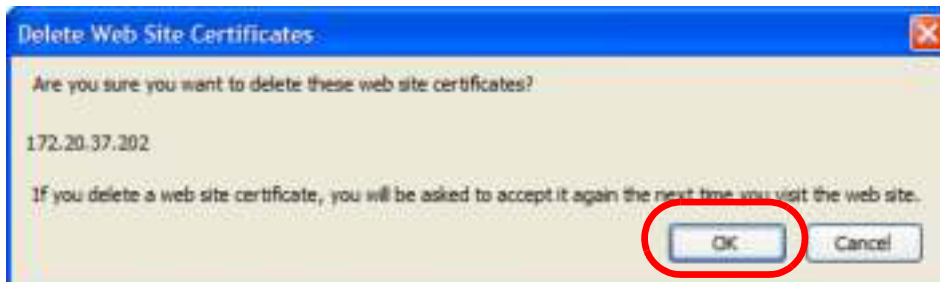 Delete Web Site Certificates
Are you sure you want to delete these web site certificates?
172.20.37.202
If you delete a web site certificate, you will be asked to accept it again the next time you visit the web site.
OK Cancel